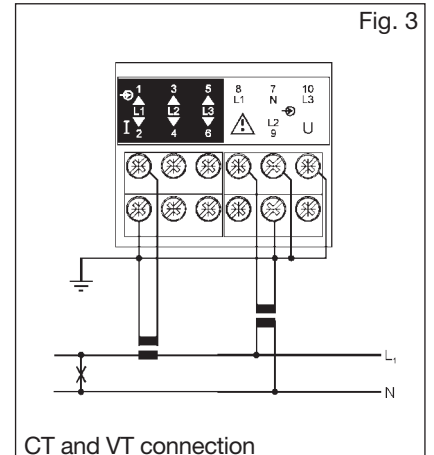 Fig. 3
1 3 5 8 7 10
L1 N L3
L1 L2 L3
I L2 U
2 4 6 9
L1
N
CT and VT connection